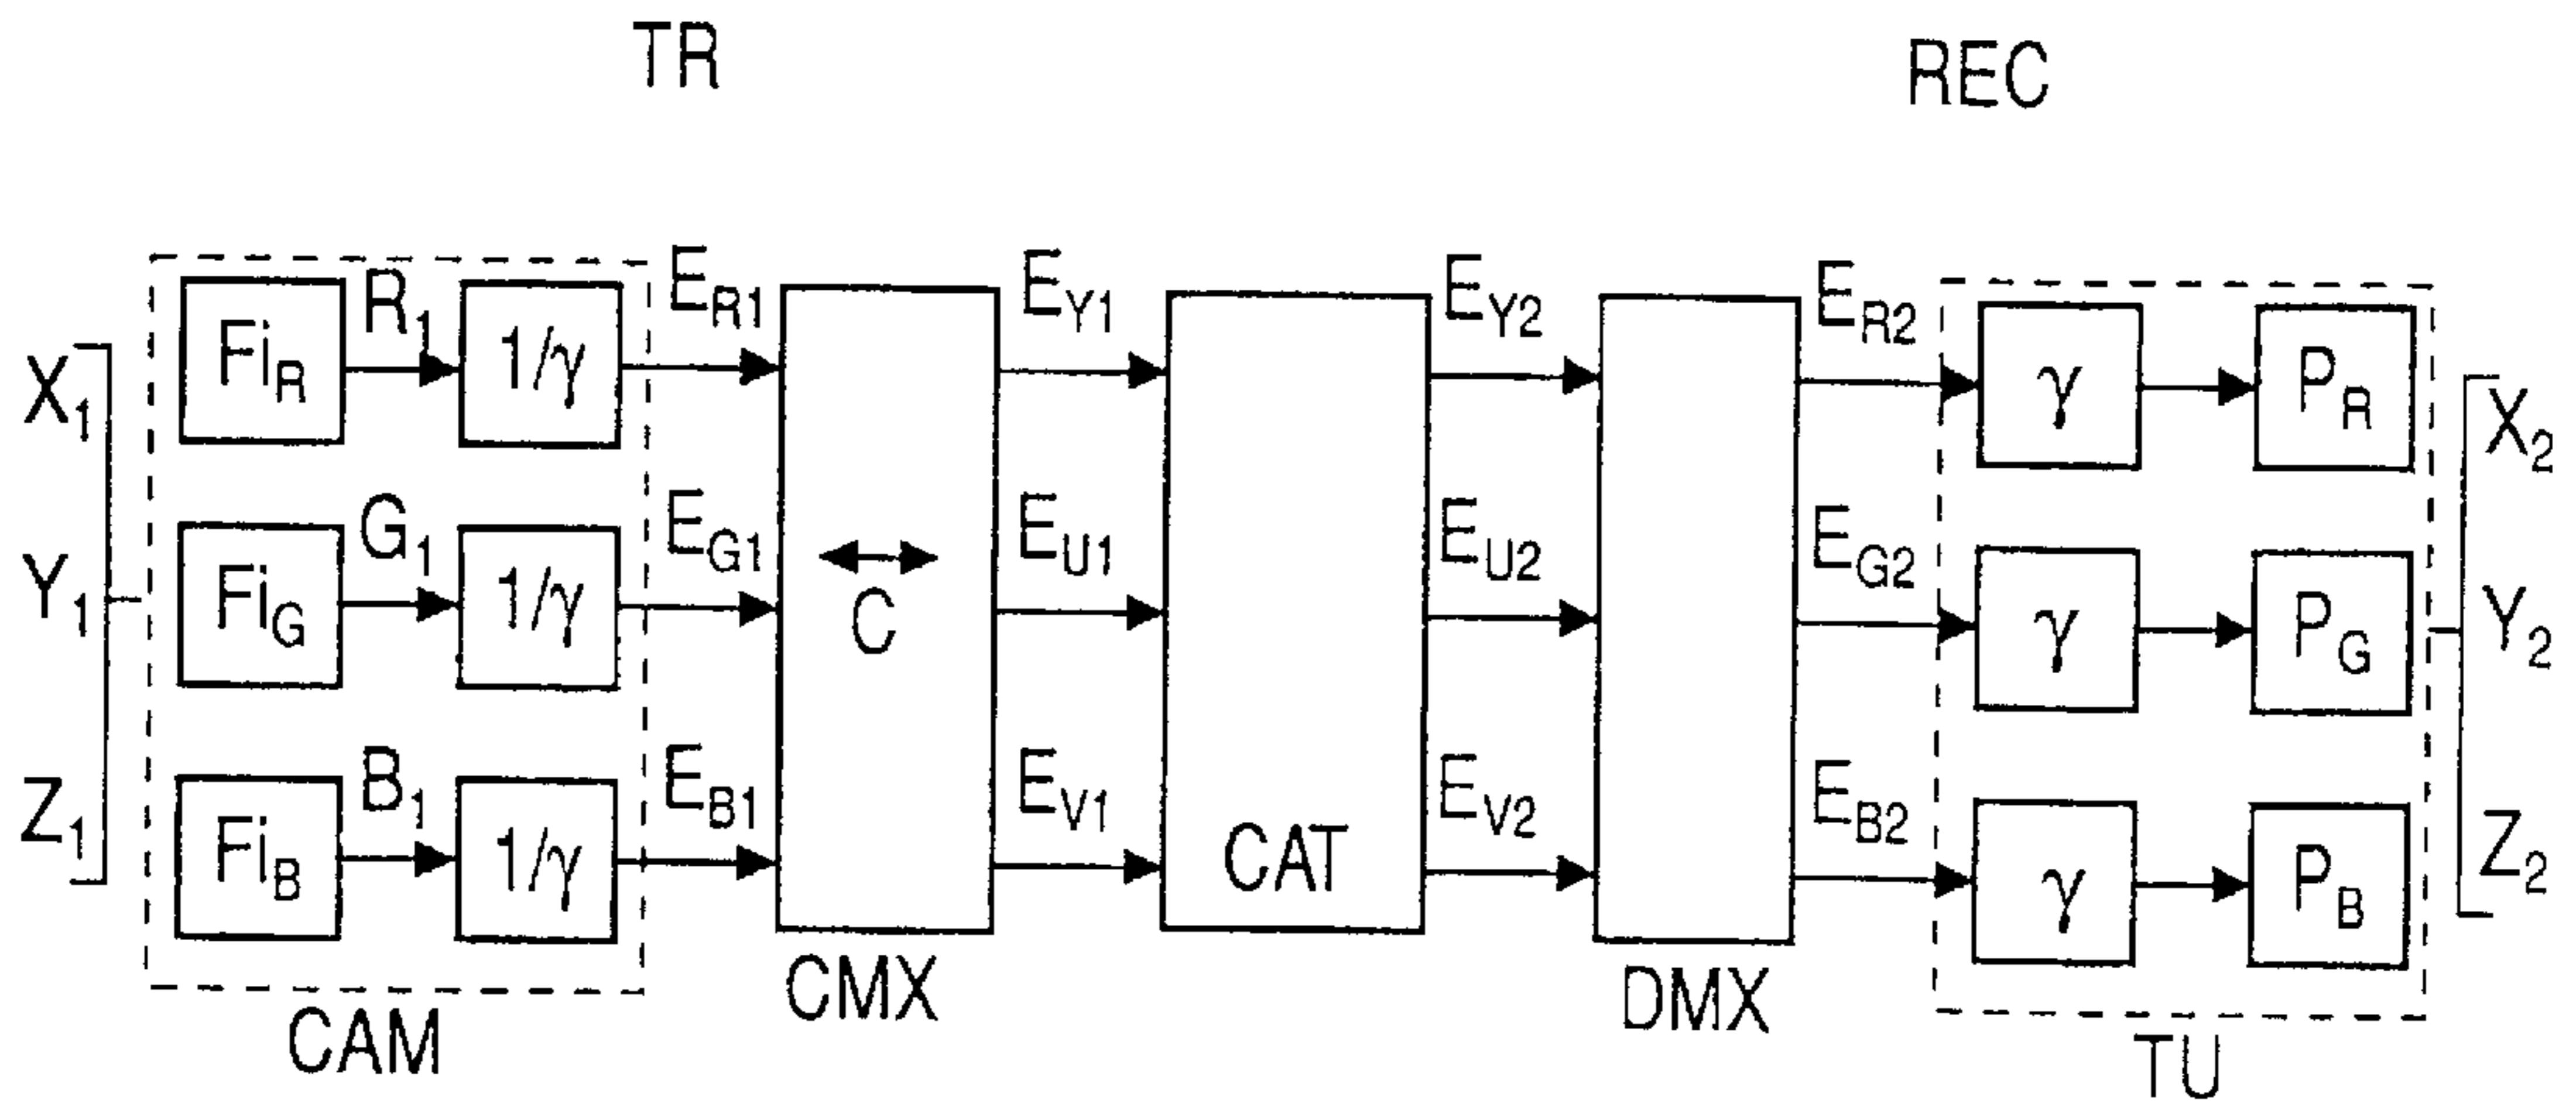 TR
REC
X1
Y1
Z1
FiR
R1
1/γ
ER1
FiG
G1
1/γ
EG1
FiB
B1
1/γ
EB1
CAM
C
CMX
EY1
EU1
EV1
CAT
EY2
EU2
EV2
DMX
ER2
EG2
EB2
γ
PR
γ
PG
γ
PB
TU
X2
Y2
Z2